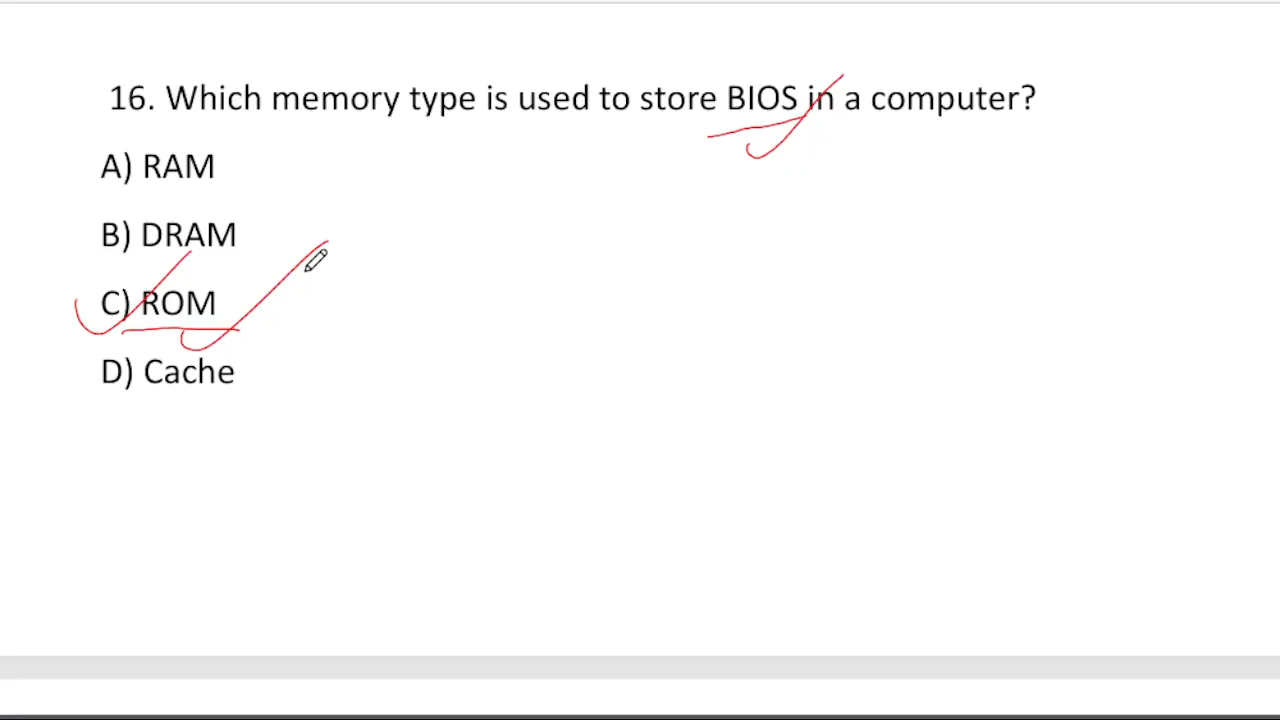 16. Which memory type is used to store BIOS in a computer?
A) RAM
B) DRAM
C) ROM
D) Cache